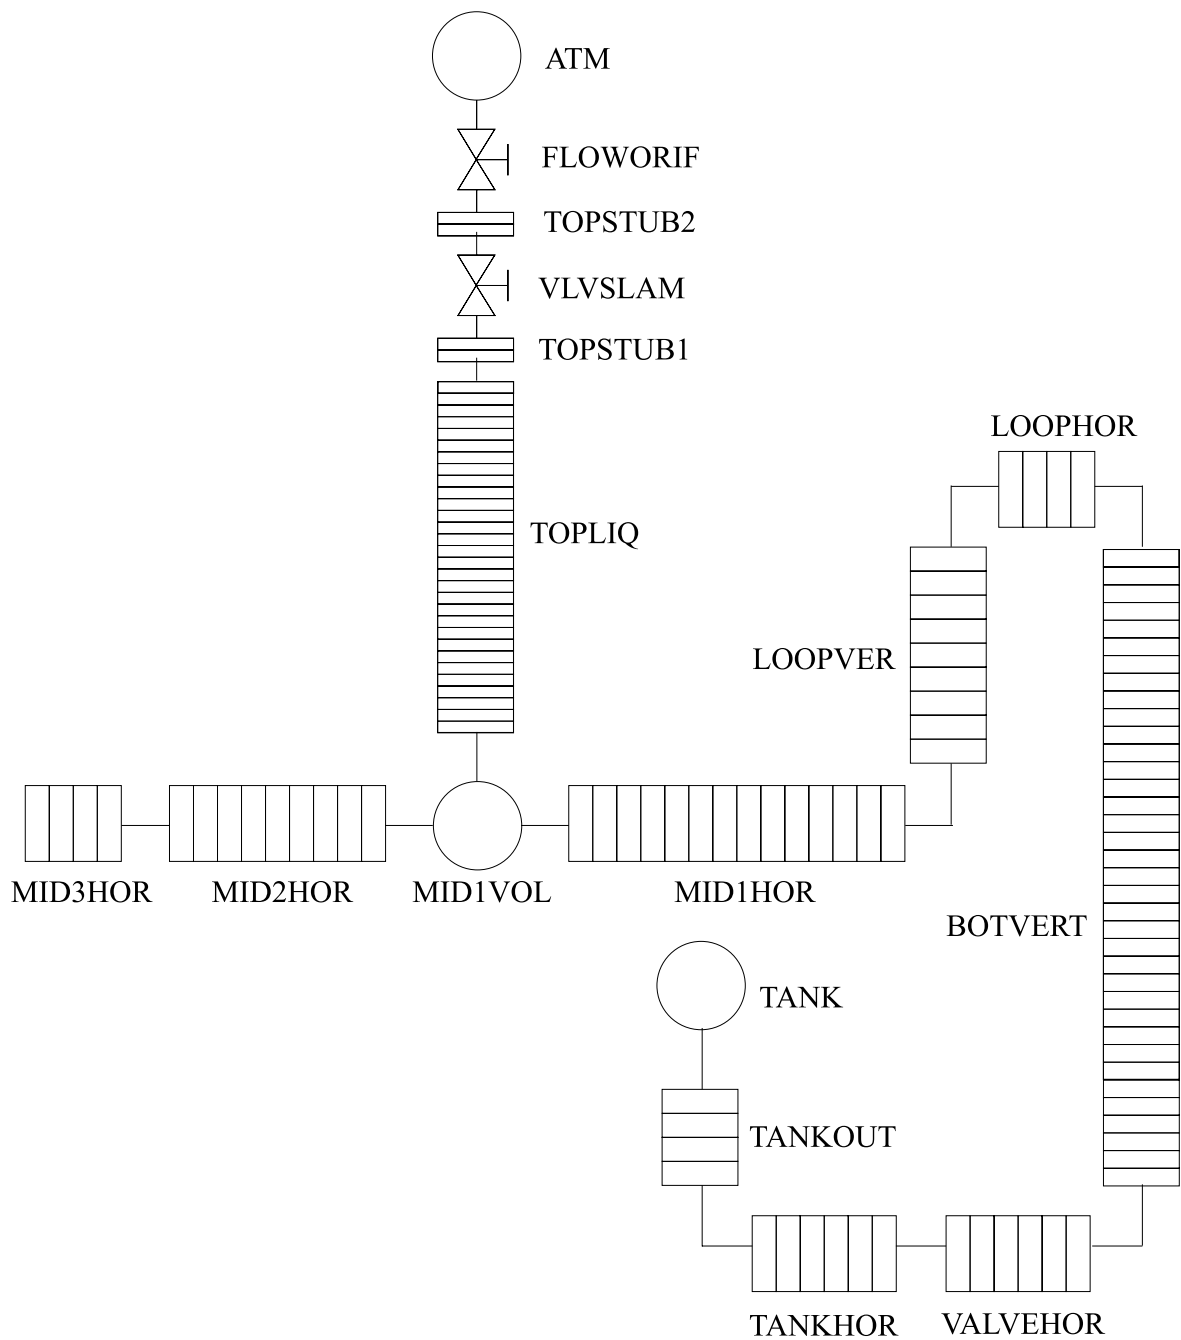 ATM
FLOWORIF
TOPSTUB2
VLVSLAM
TOPSTUB1
LOOPHOR
TOPLIQ
LOOPVER
MID3HOR
MID2HOR
MID1VOL
MID1HOR
BOTVERT
TANK
TANKOUT
TANKHOR
VALVEHOR